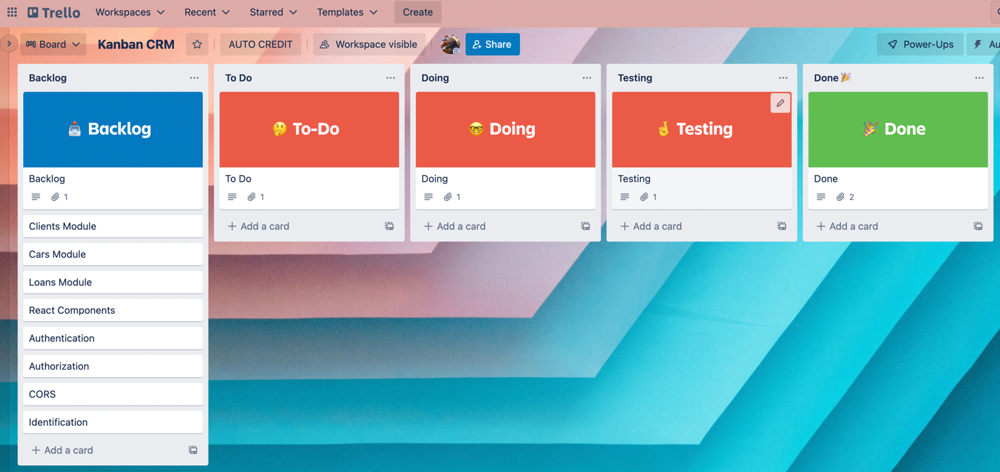 Trello Workspaces Recent Starred Templates Create
Board Kanban CRM AUTO CREDIT Workspace visible Share Power-Ups Au
Backlog
Backlog
Backlog
1
Clients Module
Cars Module
Loans Module
React Components
Authentication
Authorization
CORS
Identification
+ Add a card
To Do
🤔 To-Do
To Do
1
+ Add a card
Doing
🤓 Doing
Doing
1
+ Add a card
Testing
🤞 Testing
Testing
1
+ Add a card
Done🎉
🎉 Done
Done
2
+ Add a card